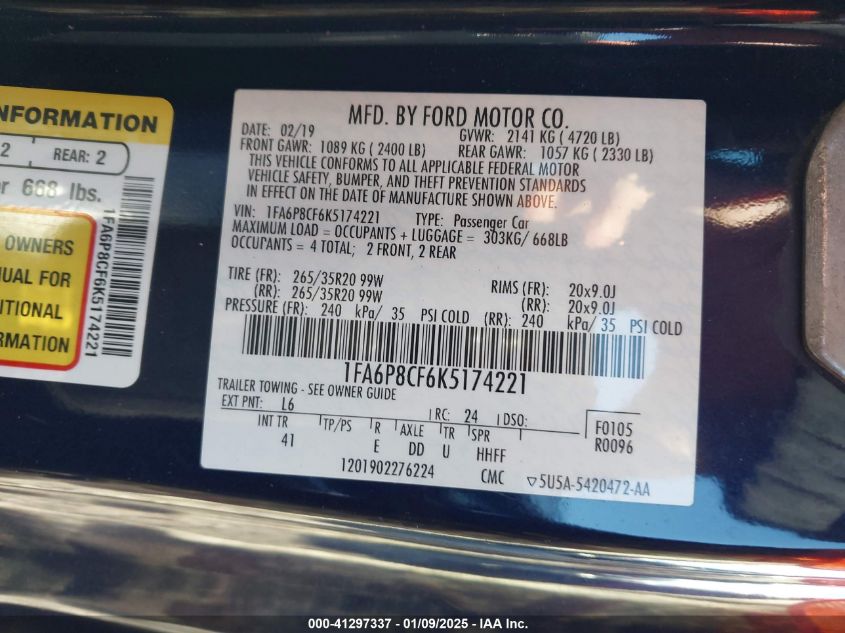 NFORMATION
2 REAR: 2
668 lbs.
OWNERS
UAL FOR
ITIONAL
RMATION
1FA6P8CF6K5174221
MFD. BY FORD MOTOR CO.
DATE: 02/19 GVWR: 2141 KG ( 4720 LB)
FRONT GAWR: 1089 KG ( 2400 LB) REAR GAWR: 1057 KG ( 2330 LB)
THIS VEHICLE CONFORMS TO ALL APPLICABLE FEDERAL MOTOR
VEHICLE SAFETY, BUMPER, AND THEFT PREVENTION STANDARDS
IN EFFECT ON THE DATE OF MANUFACTURE SHOWN ABOVE.
VIN: 1FA6P8CF6K5174221 TYPE: Passenger Car
MAXIMUM LOAD = OCCUPANTS + LUGGAGE = 303KG/ 668LB
OCCUPANTS = 4 TOTAL; 2 FRONT, 2 REAR
TIRE (FR): 265/35R20 99W RIMS (FR): 20x9.0J
(RR): 265/35R20 99W (RR): 20x9.0J
PRESSURE (FR): 240 kPa/ 35 PSI COLD (RR): 240 kPa/ 35 PSI COLD
1FA6P8CF6K5174221
TRAILER TOWING - SEE OWNER GUIDE
EXT PNT: L6 RC: 24 DSO: F0105
INT TR TP/PS R AXLE TR SPR R0096
41 E DD U HHFF
1201902276224 CMC ▽5U5A-5420472-AA
000-41297337 - 01/09/2025 - IAA Inc.